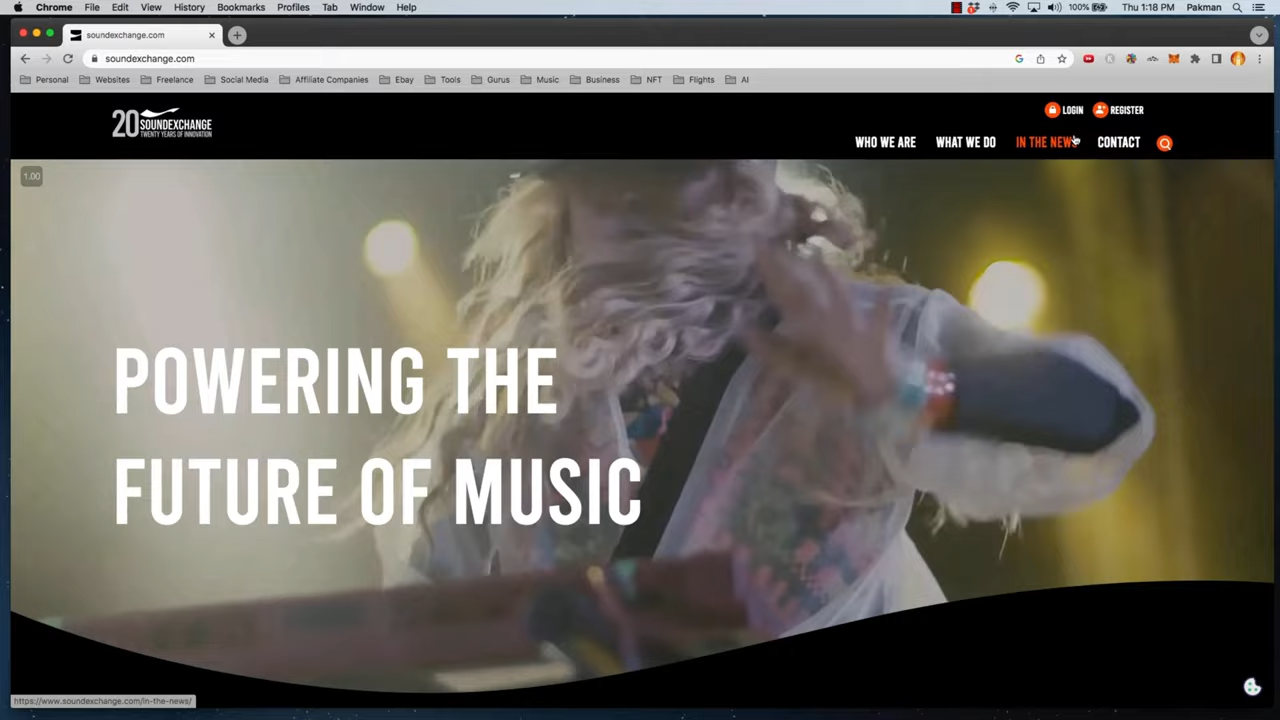 Chrome File Edit View History Bookmarks Profiles Tab Window Help 100% Thu 1:18 PM Pakman
soundexchange.com
soundexchange.com
Personal Websites Freelance Social Media Affiliate Companies Ebay Tools Gurus Music Business NFT Flights AI
LOGIN REGISTER
20 SOUNDEXCHANGE
TWENTY YEARS OF INNOVATION
WHO WE ARE WHAT WE DO IN THE NEWS CONTACT
1.00
POWERING THE
FUTURE OF MUSIC
https://www.soundexchange.com/in-the-news/